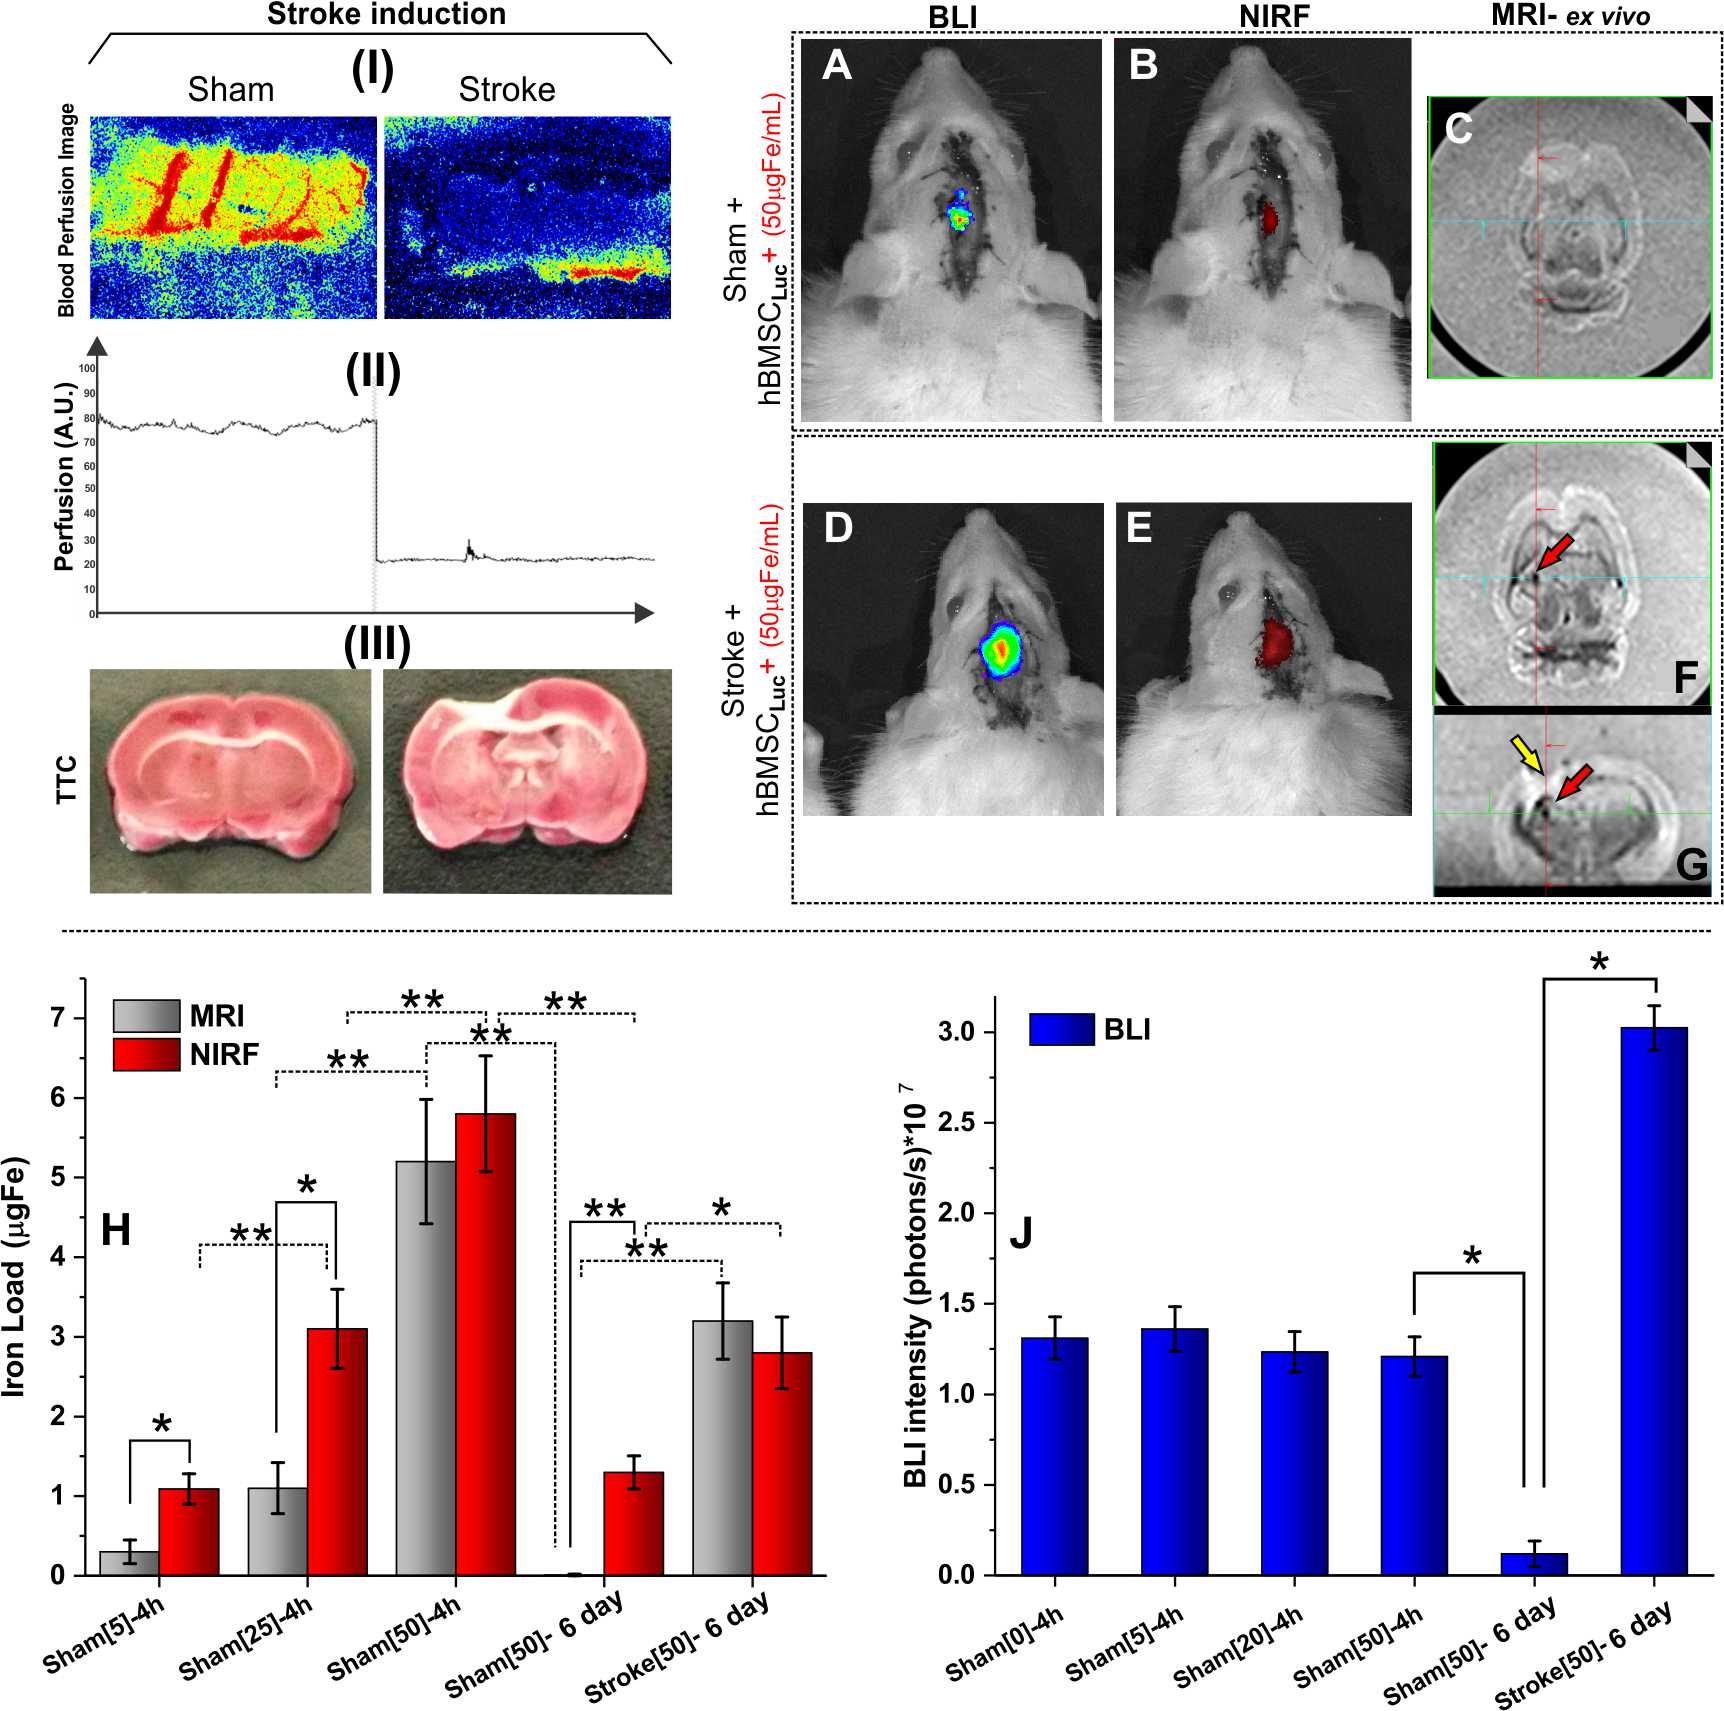 Stroke induction
(I)
Sham
Stroke
Blood Perfusion Image
(II)
Perfusion (A.U.)
100
90
80
70
60
50
40
30
20
10
0
(III)
TTC
BLI
NIRF
MRI- ex vivo
Sham +
hBMSCLuc + (50µgFe/mL)
A
B
C
Stroke +
hBMSCLuc + (50µgFe/mL)
D
E
F
G
H
MRI
NIRF
Iron Load (µgFe)
7
6
5
4
3
2
1
0
**
**
**
**
**
*
**
*
**
*
Sham[5]-4h
Sham[25]-4h
Sham[50]-4h
Sham[50]- 6 day
Stroke[50]- 6 day
J
BLI
BLI intensity (photons/s)*10 7
3.0
2.5
2.0
1.5
1.0
0.5
0.0
*
*
Sham[0]-4h
Sham[5]-4h
Sham[20]-4h
Sham[50]-4h
Sham[50]- 6 day
Stroke[50]- 6 day